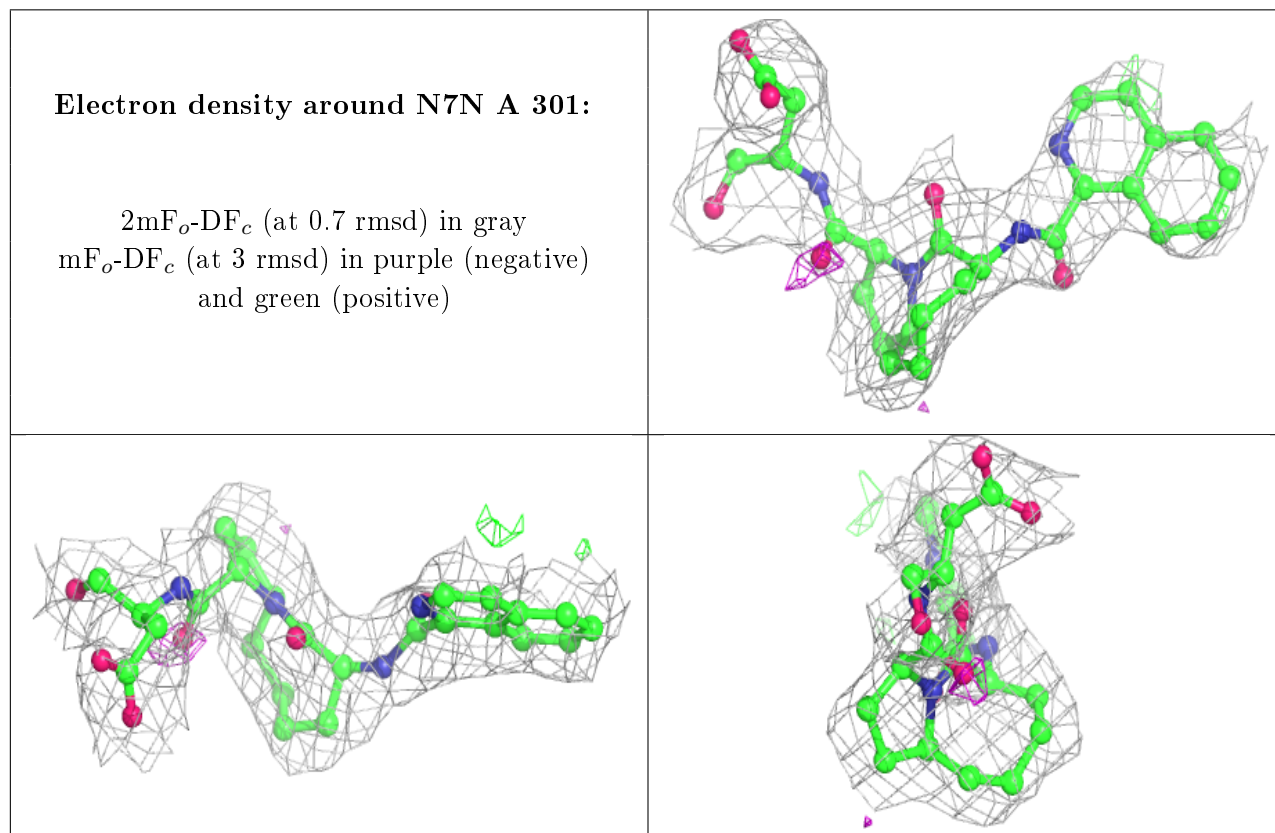 Electron density around N7N A 301:
2mFₒ-DF𝒸 (at 0.7 rmsd) in gray
mFₒ-DF𝒸 (at 3 rmsd) in purple (negative)
and green (positive)